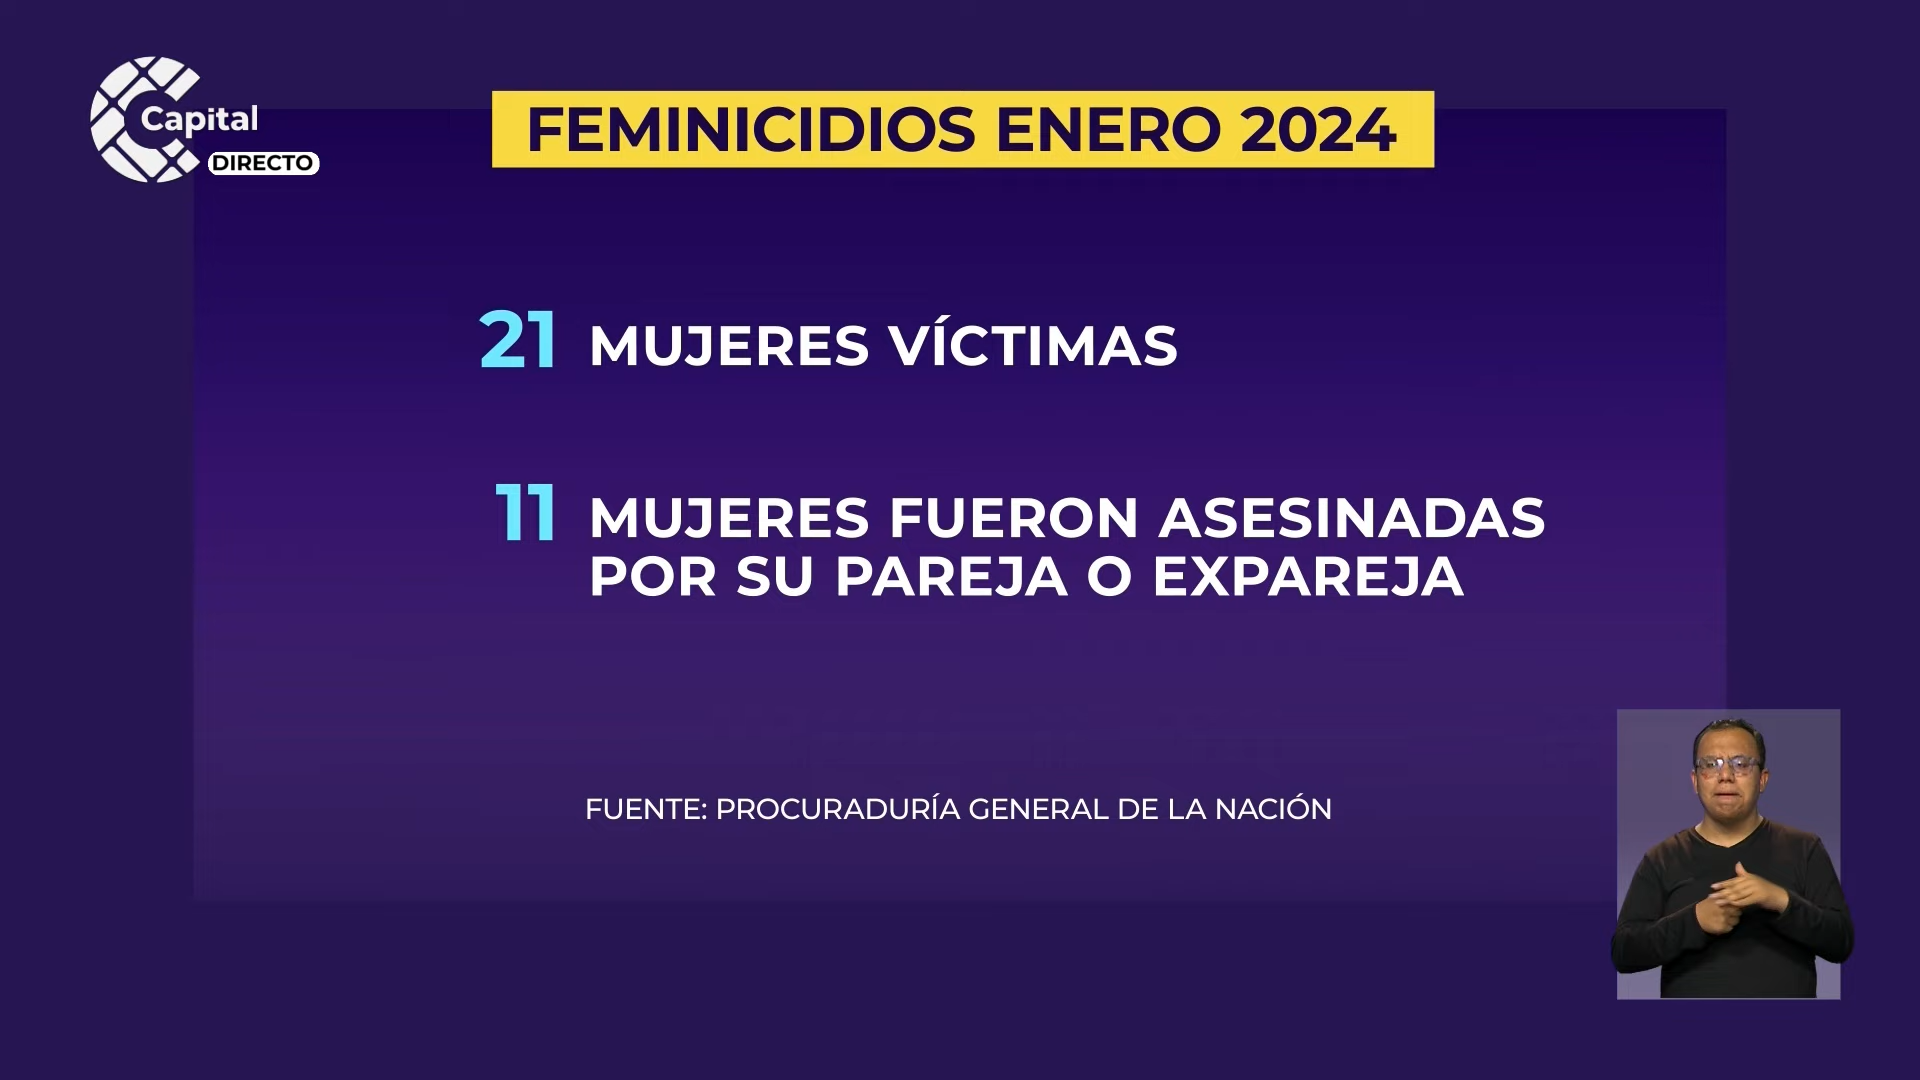 Capital
DIRECTO
FEMINICIDIOS ENERO 2024
21 MUJERES VÍCTIMAS
11 MUJERES FUERON ASESINADAS
POR SU PAREJA O EXPAREJA
FUENTE: PROCURADURÍA GENERAL DE LA NACIÓN